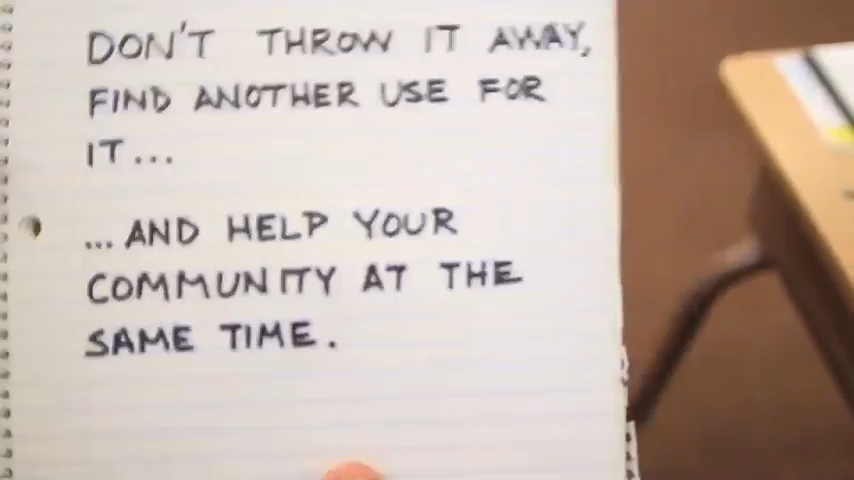 DON'T THROW IT AWAY,
FIND ANOTHER USE FOR
IT...
...AND HELP YOUR
COMMUNITY AT THE
SAME TIME.